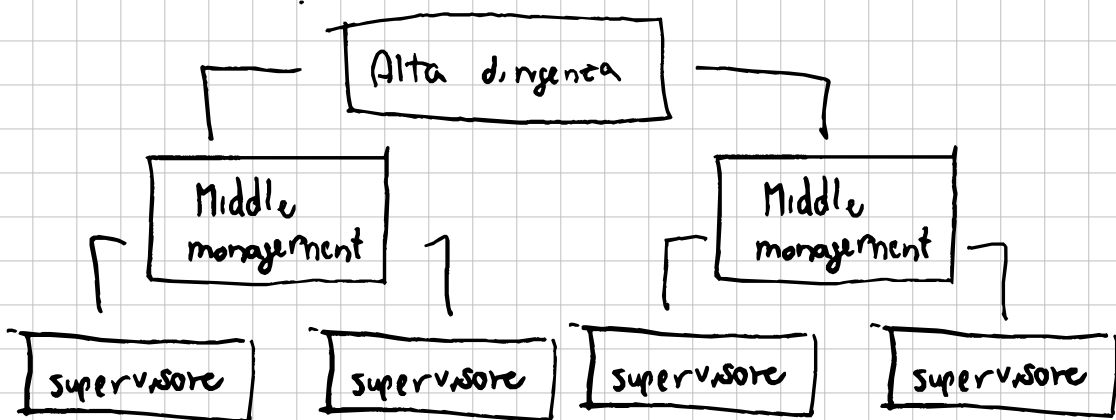 Alta dirigenza
Middle
management
Middle
management
supervisore
supervisore
supervisore
supervisore